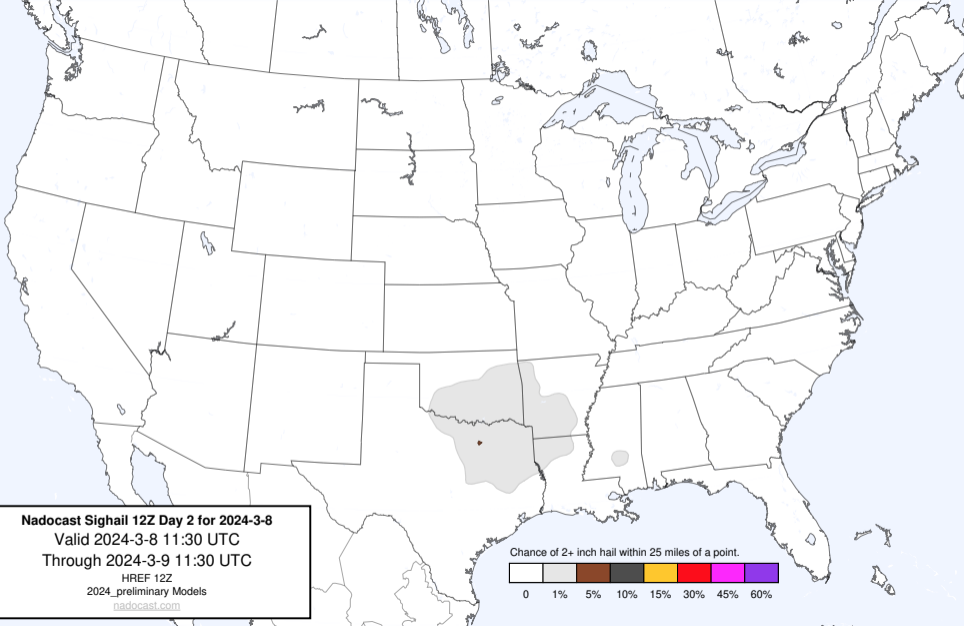 Nadocast Sighail 12Z Day 2 for 2024-3-8
Valid 2024-3-8 11:30 UTC
Through 2024-3-9 11:30 UTC
HREF 12Z
2024_preliminary Models
nadocast.com
Chance of 2+ inch hail within 25 miles of a point.
0 1% 5% 10% 15% 30% 45% 60%